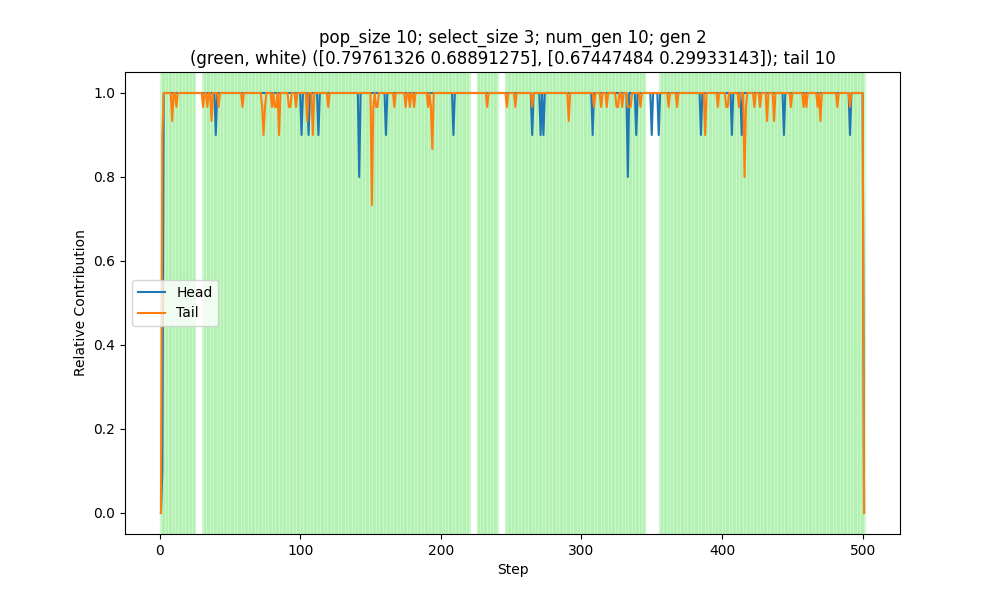 pop_size 10; select_size 3; num_gen 10; gen 2
(green, white) ([0.79761326 0.68891275], [0.67447484 0.29933143]); tail 10
1.0
0.8
0.6
0.4
0.2
0.0
Relative Contribution
Head
Tail
0 100 200 300 400 500
Step